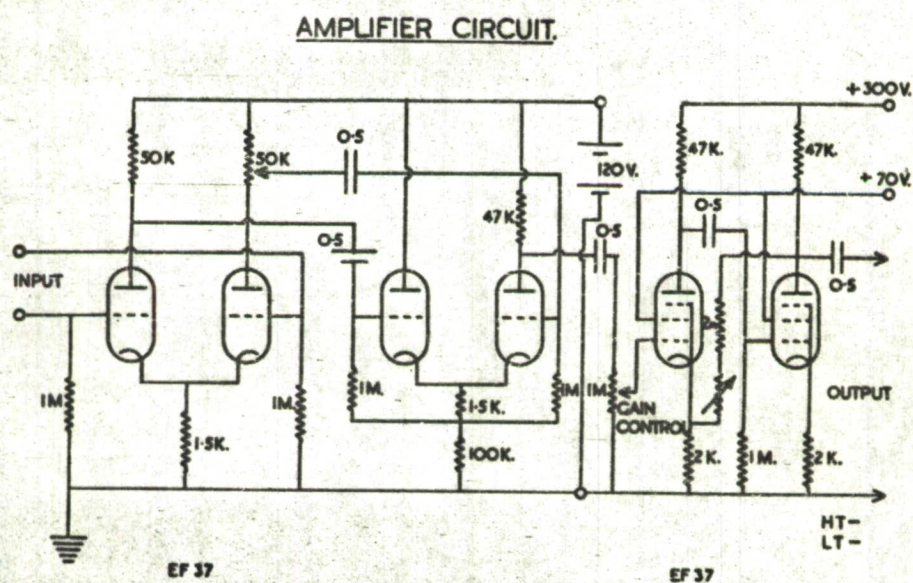 AMPLIFIER CIRCUIT.
+300V.
50K
50K
0·5
120V.
47K.
47K.
+70V.
47K.
0·5
0·5
0·5
0·5
INPUT
1M
1M.
1M.
1M
1M.
1·5K.
1·5K.
100K.
GAIN
CONTROL
2K.
1M.
2K.
OUTPUT
HT-
LT-
EF 37
EF 37